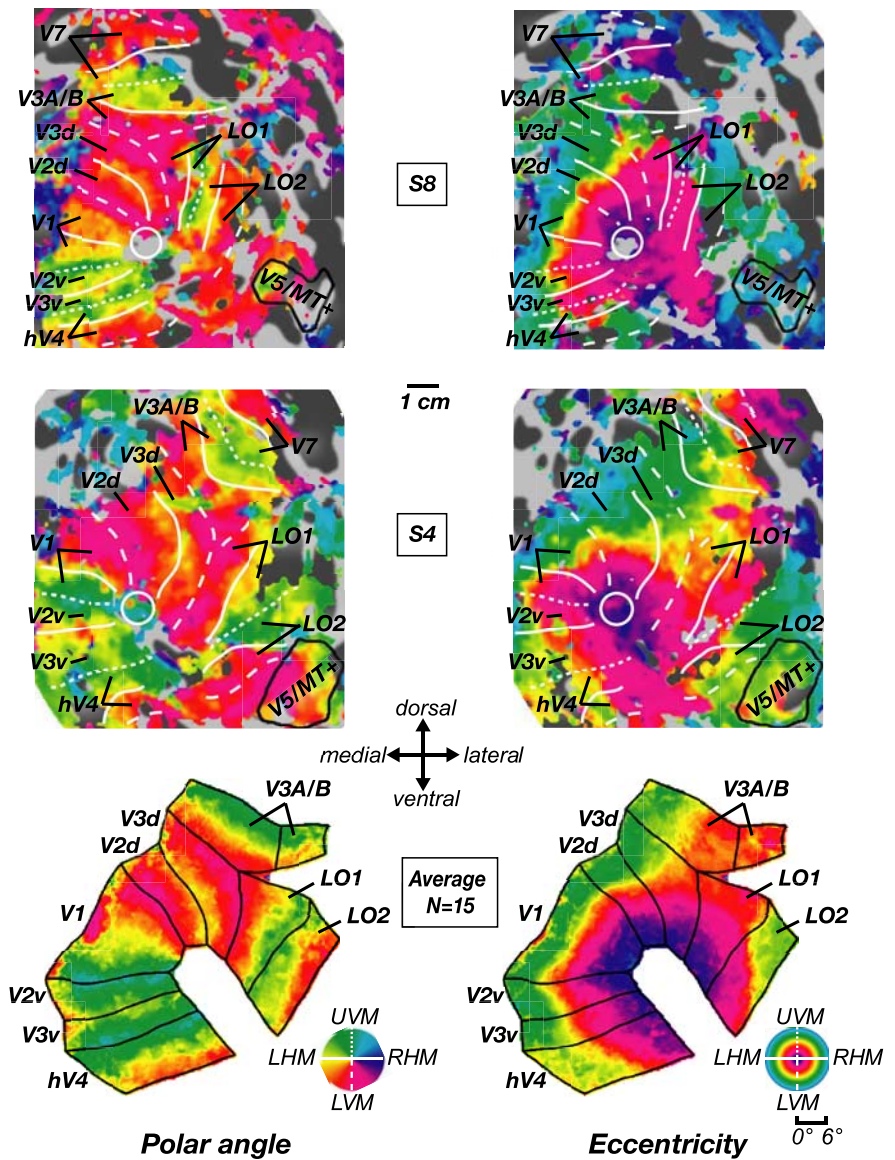 V7
V3A/B
V3d
V2d
V1
V2v
V3v
hV4
LO1
LO2
V5/MT+
S8
V7
V3A/B
V3d
V2d
V1
V2v
V3v
hV4
LO1
LO2
V5/MT+
1 cm
V3A/B
V7
V3d
V2d
V1
V2v
V3v
hV4
LO1
LO2
V5/MT+
S4
V3A/B
V7
V3d
V2d
V1
V2v
V3v
hV4
LO1
LO2
V5/MT+
dorsal
medial lateral
ventral
V3A/B
V3d
V2d
V1
V2v
V3v
hV4
LO1
LO2
UVM
LHM RHM
LVM
Average
N=15
V3A/B
V3d
V2d
V1
V2v
V3v
hV4
LO1
LO2
UVM
LHM RHM
LVM
0° 6°
Polar angle
Eccentricity